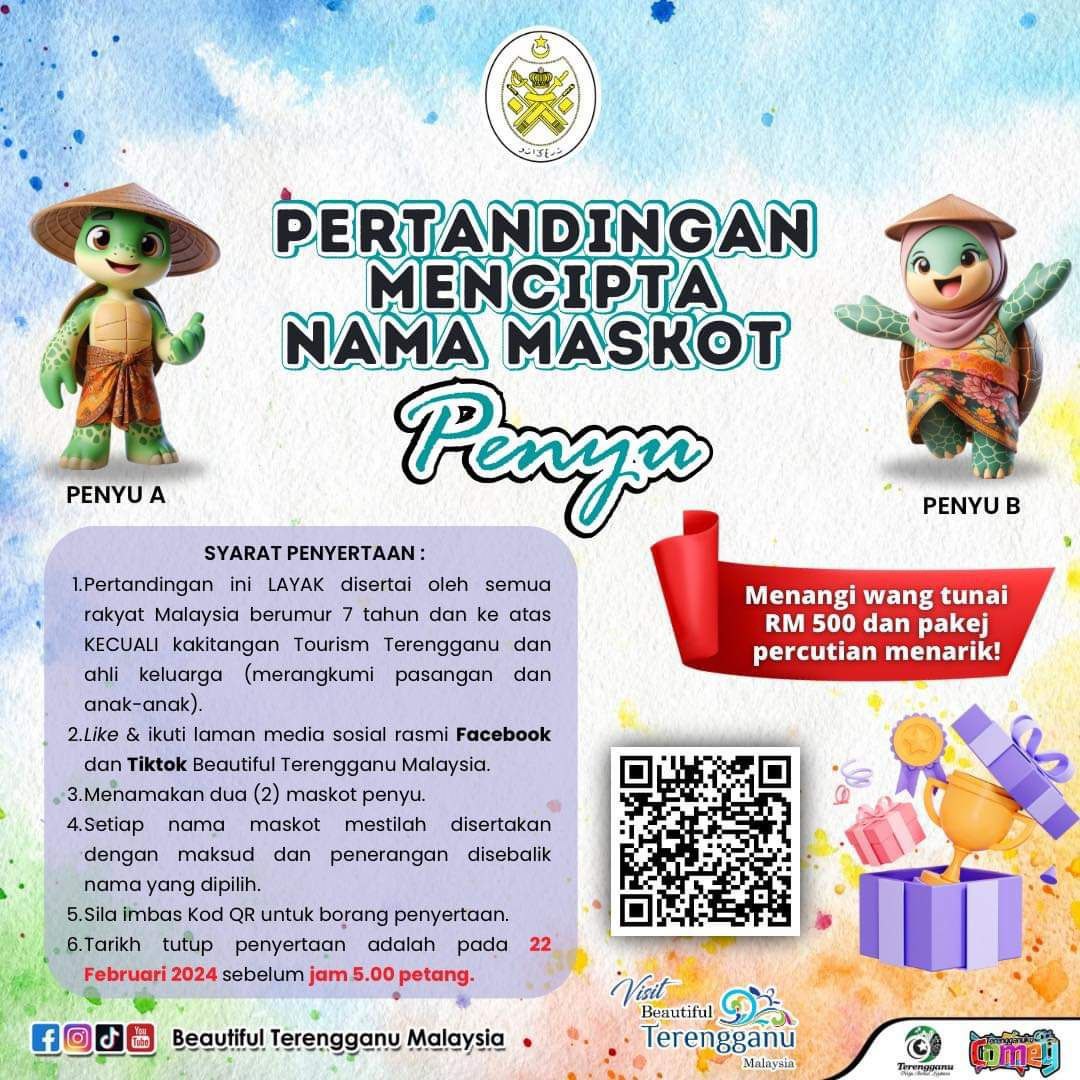 PERTANDINGAN
MENCIPTA
NAMA MASKOT
Penyu
PENYU A
PENYU B
SYARAT PENYERTAAN :
1.Pertandingan ini LAYAK disertai oleh semua
rakyat Malaysia berumur 7 tahun dan ke atas
KECUALI kakitangan Tourism Terengganu dan
ahli keluarga (merangkumi pasangan dan
anak-anak).
2.Like & ikuti laman media sosial rasmi Facebook
dan Tiktok Beautiful Terengganu Malaysia.
3.Menamakan dua (2) maskot penyu.
4.Setiap nama maskot mestilah disertakan
dengan maksud dan penerangan disebalik
nama yang dipilih.
5.Sila imbas Kod QR untuk borang penyertaan.
6.Tarikh tutup penyertaan adalah pada 22
Februari 2024 sebelum jam 5.00 petang.
Menangi wang tunai
RM 500 dan pakej
percutian menarik!
You
Tube
Beautiful Terengganu Malaysia
Visit
Beautiful
Terengganu
Malaysia
Terengganu
Terengganuku
Comey